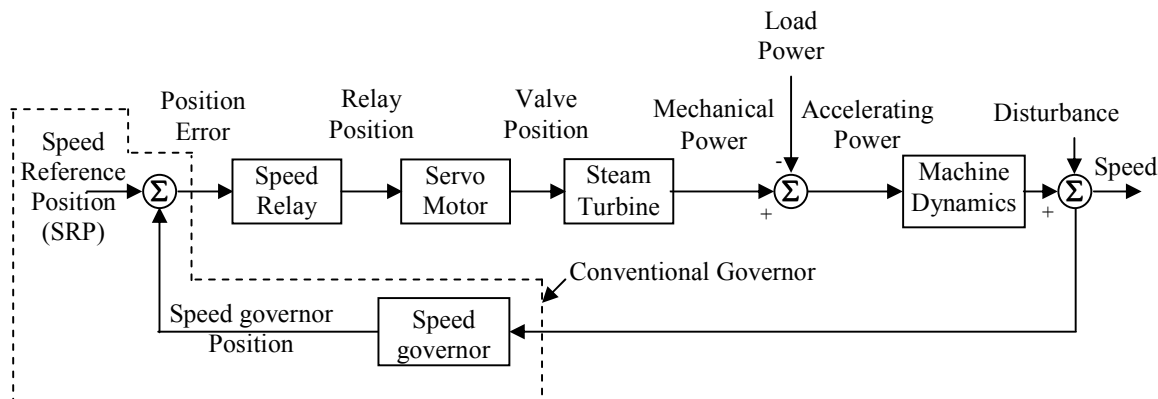 Load
Power
Position
Error
Relay
Position
Valve
Position
Mechanical
Power
Accelerating
Power
Disturbance
Speed
Reference
Position
(SRP)
Σ
Speed
Relay
Servo
Motor
Steam
Turbine
-
+
Σ
Machine
Dynamics
+
Σ
Speed
Conventional Governor
Speed governor
Position
Speed
governor